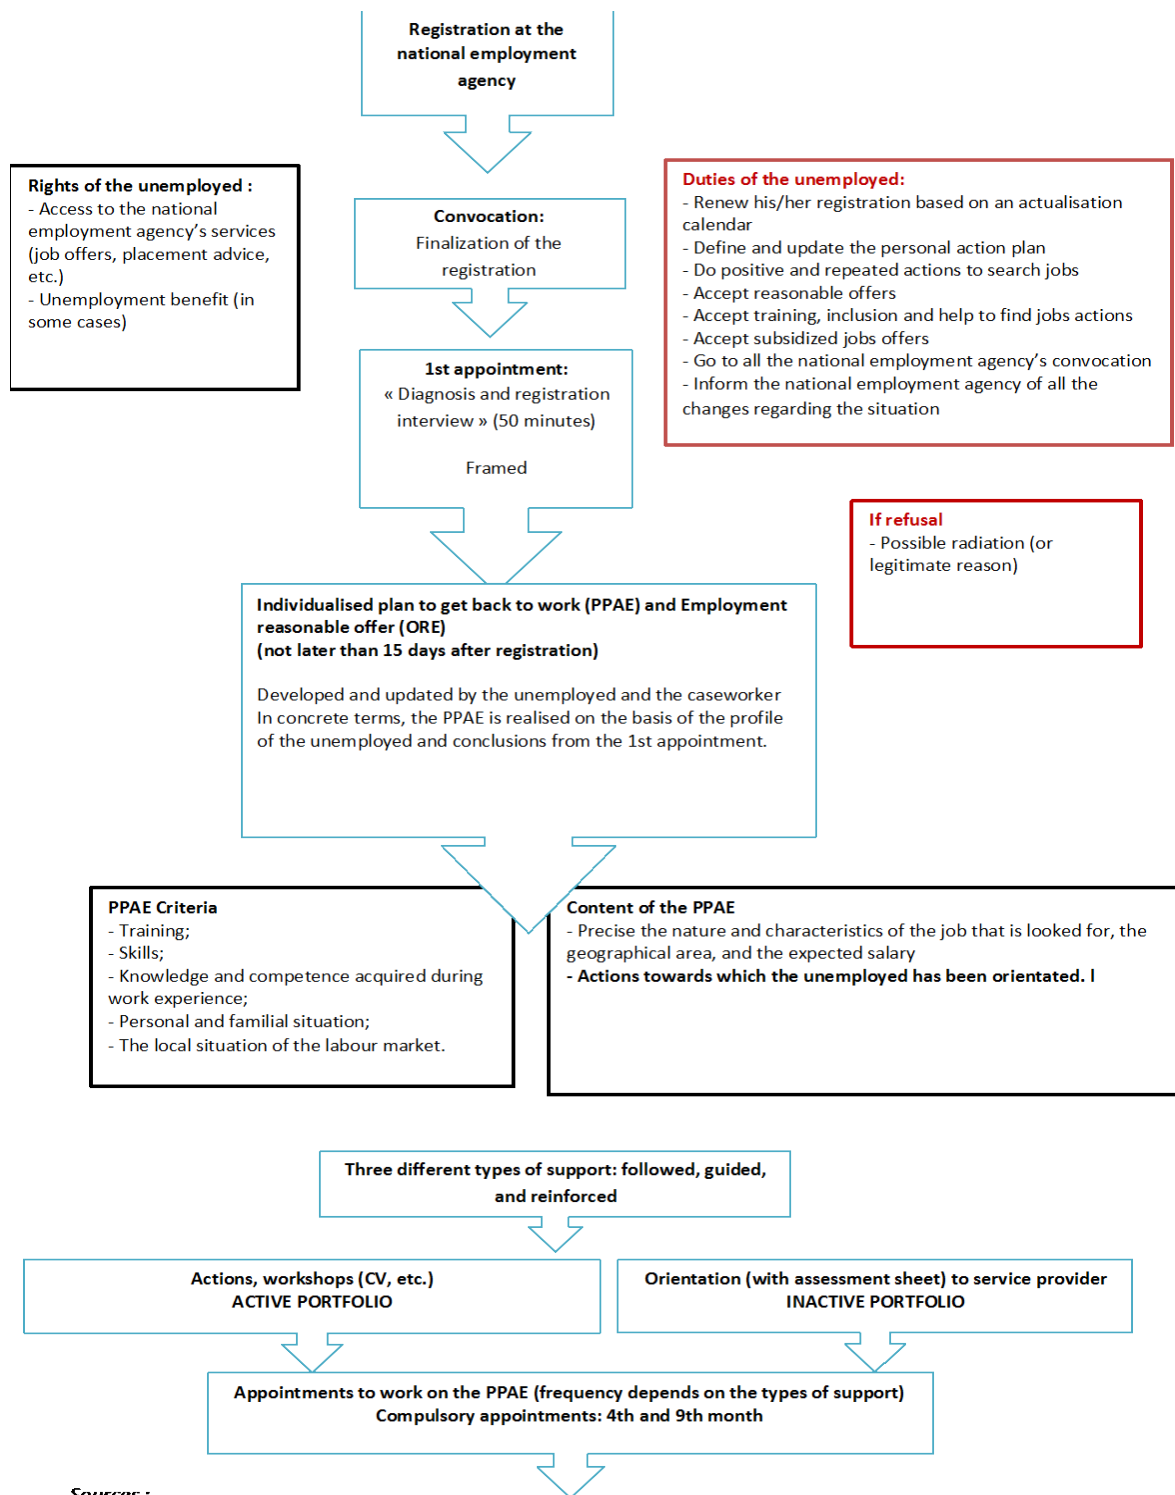 Registration at the
national employment
agency
Rights of the unemployed :
- Access to the national
employment agency's services
(job offers, placement advice,
etc.)
- Unemployment benefit (in
some cases)
Convocation:
Finalization of the
registration
Duties of the unemployed:
- Renew his/her registration based on an actualisation
calendar
- Define and update the personal action plan
- Do positive and repeated actions to search jobs
- Accept reasonable offers
- Accept training, inclusion and help to find jobs actions
- Accept subsidized jobs offers
- Go to all the national employment agency's convocation
- Inform the national employment agency of all the
changes regarding the situation
1st appointment:
« Diagnosis and registration
interview » (50 minutes)
Framed
If refusal
- Possible radiation (or
legitimate reason)
Individualised plan to get back to work (PPAE) and Employment
reasonable offer (ORE)
(not later than 15 days after registration)
Developed and updated by the unemployed and the caseworker
In concrete terms, the PPAE is realised on the basis of the profile
of the unemployed and conclusions from the 1st appointment.
PPAE Criteria
- Training;
- Skills;
- Knowledge and competence acquired during
work experience;
- Personal and familial situation;
- The local situation of the labour market.
Content of the PPAE
- Precise the nature and characteristics of the job that is looked for, the
geographical area, and the expected salary
- Actions towards which the unemployed has been orientated. l
Three different types of support: followed, guided,
and reinforced
Actions, workshops (CV, etc.)
ACTIVE PORTFOLIO
Orientation (with assessment sheet) to service provider
INACTIVE PORTFOLIO
Appointments to work on the PPAE (frequency depends on the types of support)
Compulsory appointments: 4th and 9th month
Sources :